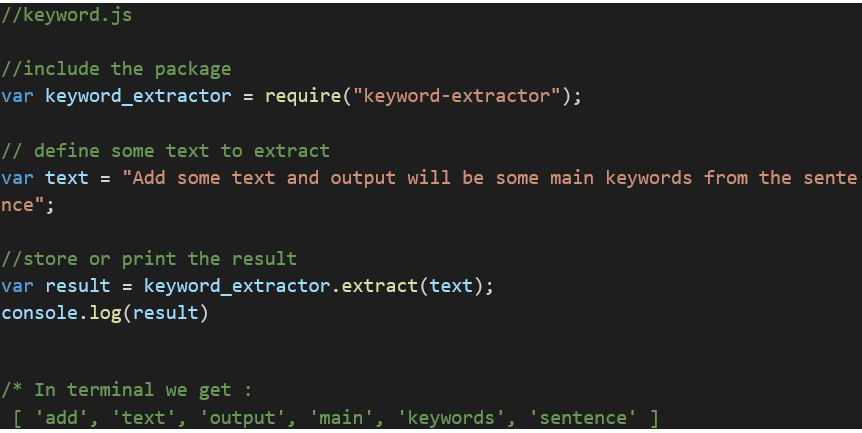 //keyword.js
//include the package
var keyword_extractor = require("keyword-extractor");
// define some text to extract
var text = "Add some text and output will be some main keywords from the sente
nce";
//store or print the result
var result = keyword_extractor.extract(text);
console.log(result)
/* In terminal we get :
[ 'add', 'text', 'output', 'main', 'keywords', 'sentence' ]